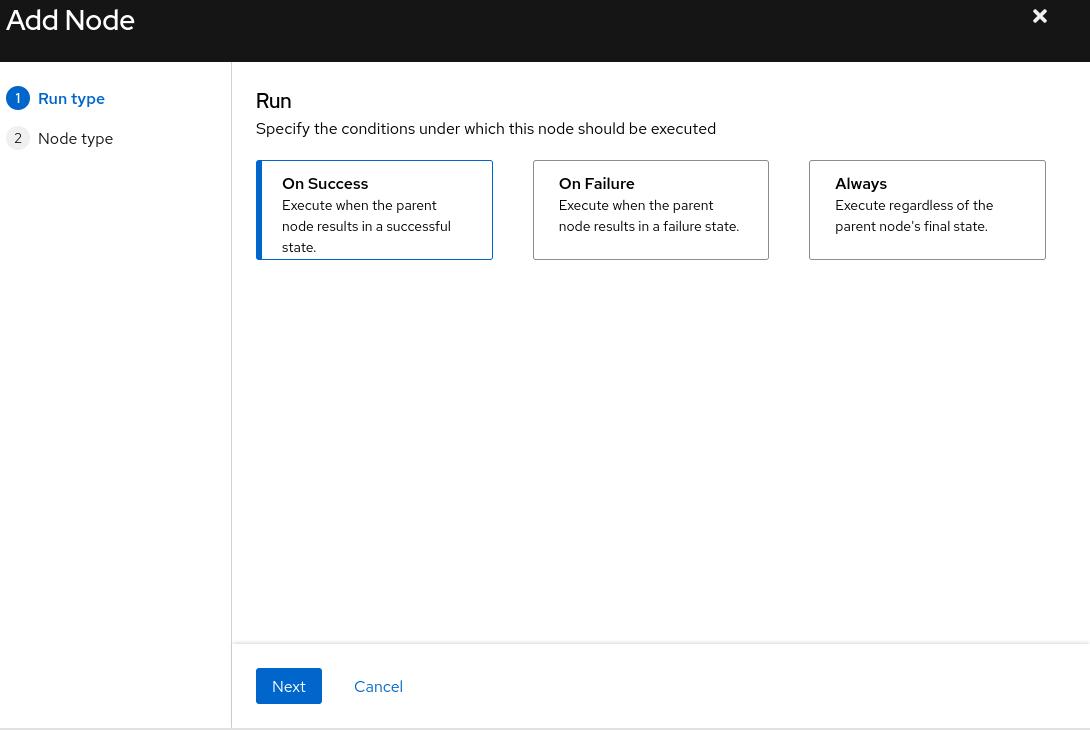 Add Node
1 Run type
2 Node type
Run
Specify the conditions under which this node should be executed
On Success
Execute when the parent
node results in a successful
state.
On Failure
Execute when the parent
node results in a failure state.
Always
Execute regardless of the
parent node's final state.
Next
Cancel